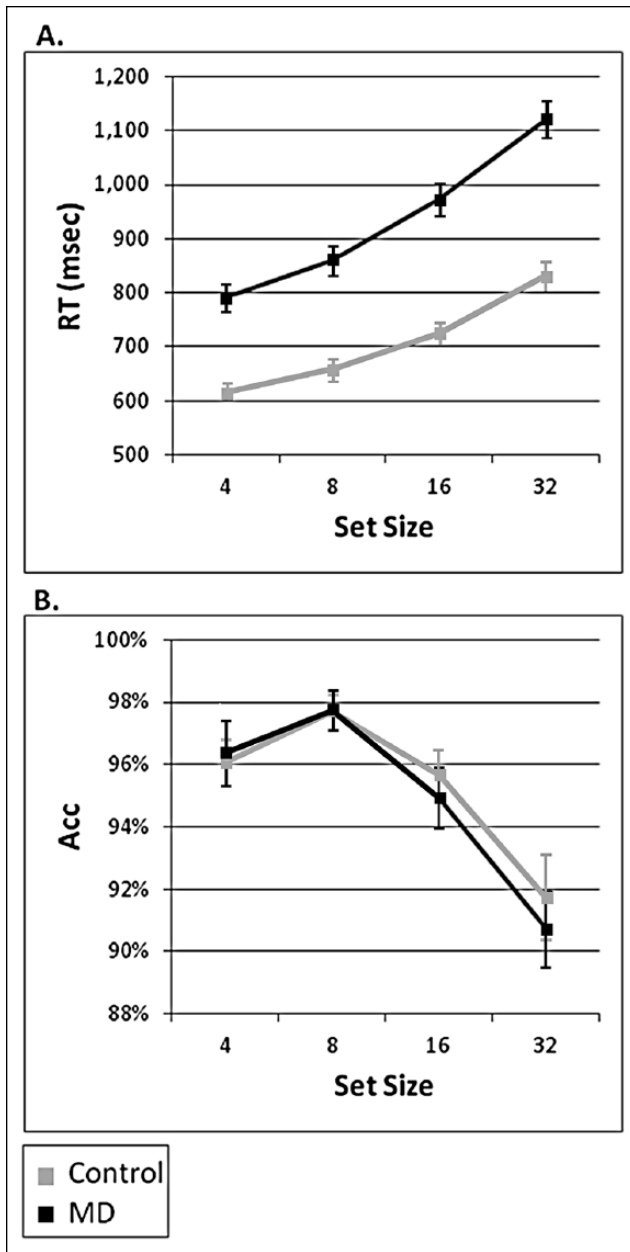 A.
1,200
1,100
1,000
900
800
700
600
500
RT (msec)
4 8 16 32
Set Size
B.
100%
98%
96%
94%
92%
90%
88%
Acc
4 8 16 32
Set Size
Control
MD